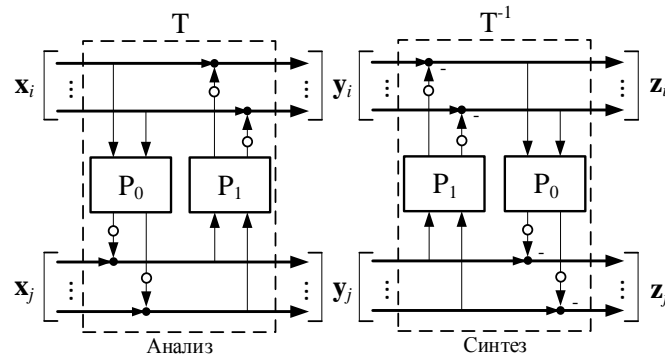 T T⁻¹
xᵢ yᵢ zᵢ
P₀ P₁ P₁ P₀
xⱼ yⱼ zⱼ
Анализ Синтез